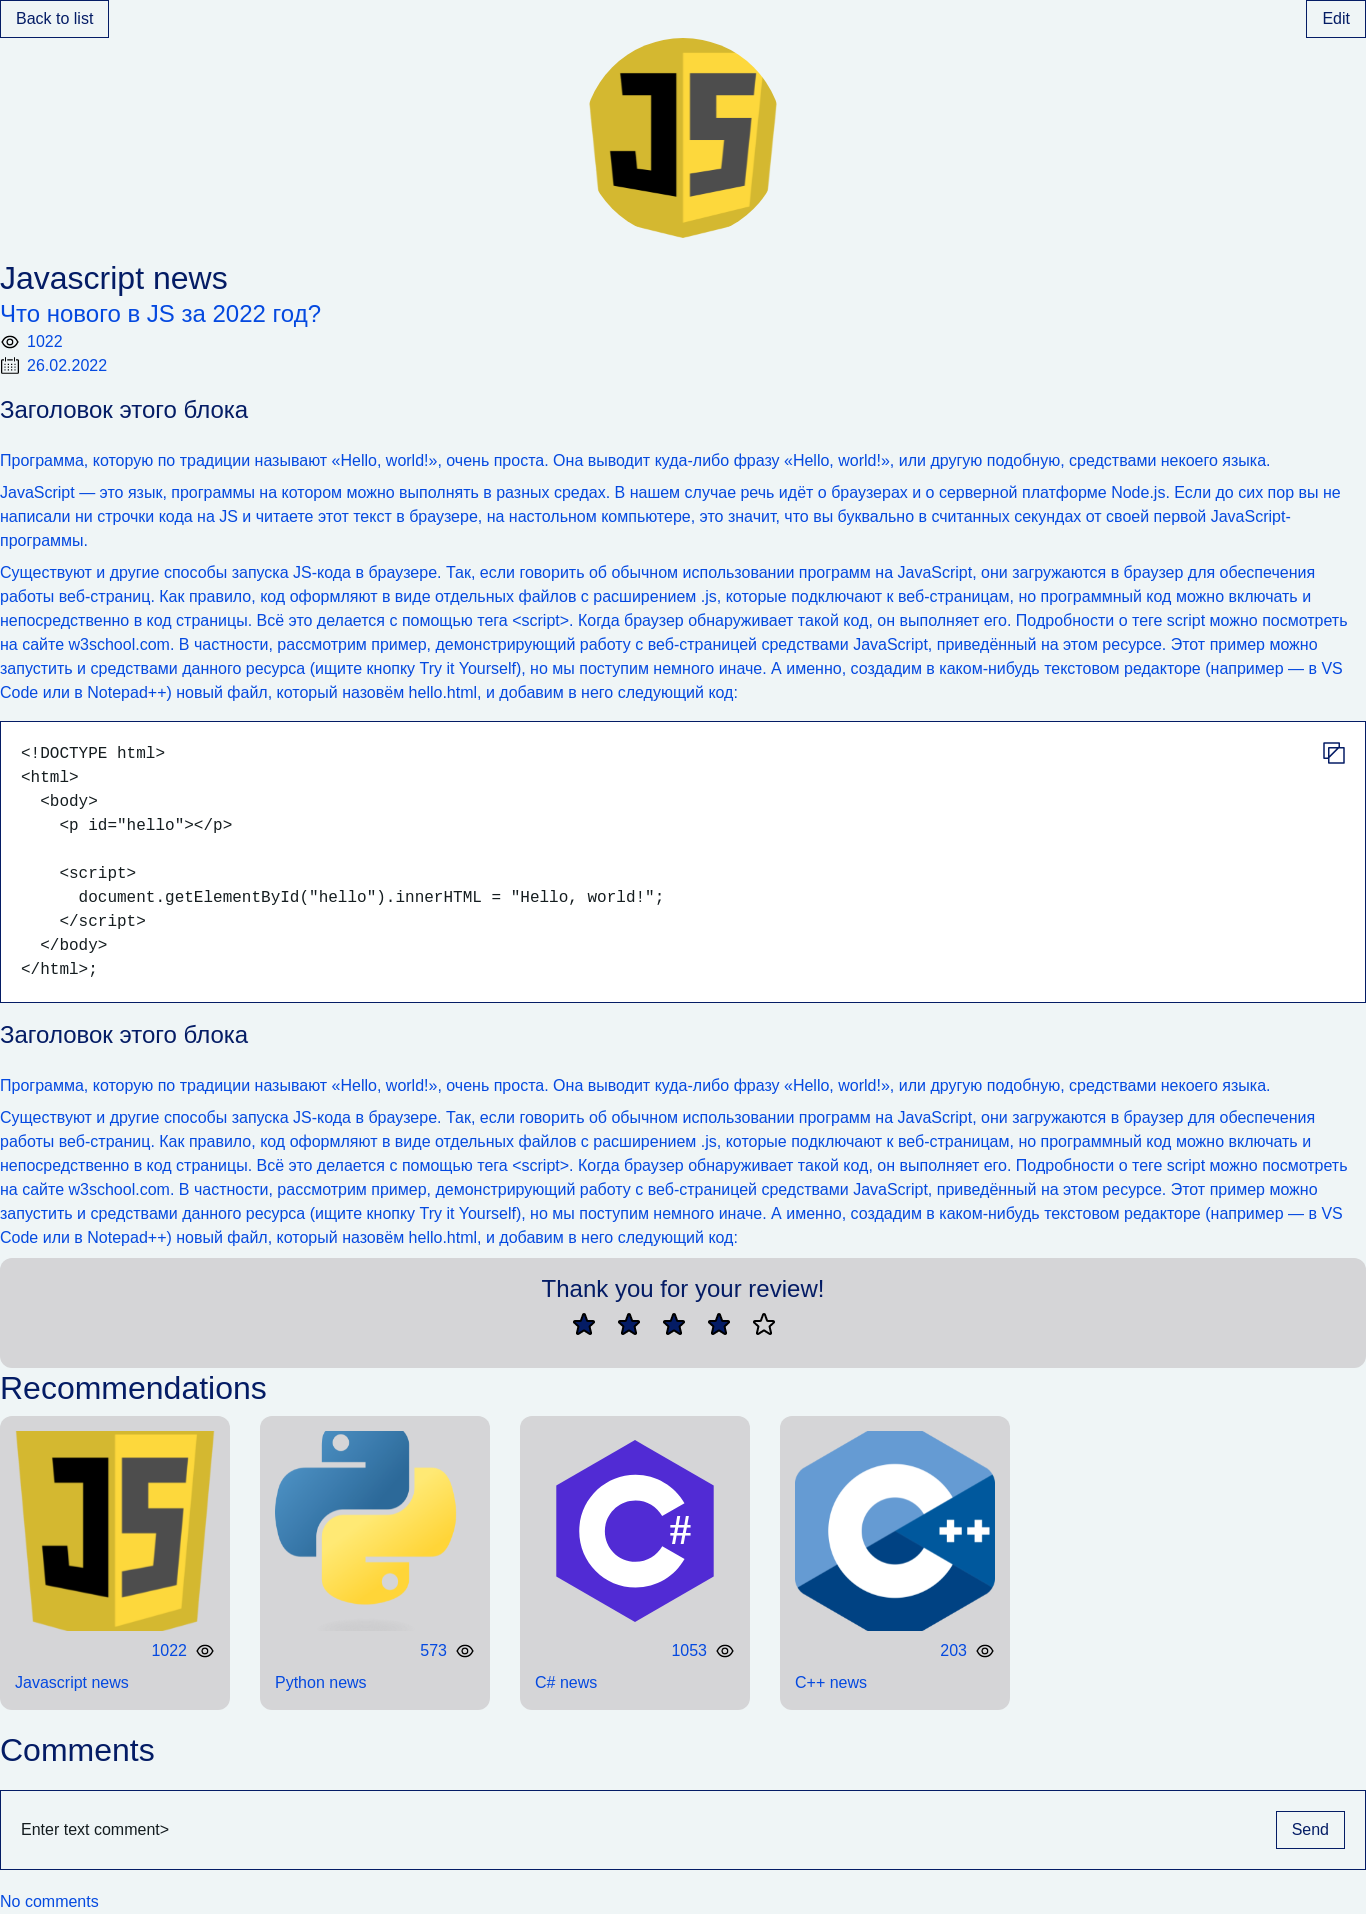 Back to list
Edit
JS
Javascript news
Что нового в JS за 2022 год?
1022
26.02.2022
Заголовок этого блока
Программа, которую по традиции называют «Hello, world!», очень проста. Она выводит куда-либо фразу «Hello, world!», или другую подобную, средствами некоего языка.
JavaScript — это язык, программы на котором можно выполнять в разных средах. В нашем случае речь идёт о браузерах и о серверной платформе Node.js. Если до сих пор вы не
написали ни строчки кода на JS и читаете этот текст в браузере, на настольном компьютере, это значит, что вы буквально в считанных секундах от своей первой JavaScript-
программы.
Существуют и другие способы запуска JS-кода в браузере. Так, если говорить об обычном использовании программ на JavaScript, они загружаются в браузер для обеспечения
работы веб-страниц. Как правило, код оформляют в виде отдельных файлов с расширением .js, которые подключают к веб-страницам, но программный код можно включать и
непосредственно в код страницы. Всё это делается с помощью тега <script>. Когда браузер обнаруживает такой код, он выполняет его. Подробности о теге script можно посмотреть
на сайте w3school.com. В частности, рассмотрим пример, демонстрирующий работу с веб-страницей средствами JavaScript, приведённый на этом ресурсе. Этот пример можно
запустить и средствами данного ресурса (ищите кнопку Try it Yourself), но мы поступим немного иначе. А именно, создадим в каком-нибудь текстовом редакторе (например — в VS
Code или в Notepad++) новый файл, который назовём hello.html, и добавим в него следующий код:
<!DOCTYPE html>
<html>
  <body>
    <p id="hello"></p>
    <script>
      document.getElementById("hello").innerHTML = "Hello, world!";
    </script>
  </body>
</html>;
Заголовок этого блока
Программа, которую по традиции называют «Hello, world!», очень проста. Она выводит куда-либо фразу «Hello, world!», или другую подобную, средствами некоего языка.
Существуют и другие способы запуска JS-кода в браузере. Так, если говорить об обычном использовании программ на JavaScript, они загружаются в браузер для обеспечения
работы веб-страниц. Как правило, код оформляют в виде отдельных файлов с расширением .js, которые подключают к веб-страницам, но программный код можно включать и
непосредственно в код страницы. Всё это делается с помощью тега <script>. Когда браузер обнаруживает такой код, он выполняет его. Подробности о теге script можно посмотреть
на сайте w3school.com. В частности, рассмотрим пример, демонстрирующий работу с веб-страницей средствами JavaScript, приведённый на этом ресурсе. Этот пример можно
запустить и средствами данного ресурса (ищите кнопку Try it Yourself), но мы поступим немного иначе. А именно, создадим в каком-нибудь текстовом редакторе (например — в VS
Code или в Notepad++) новый файл, который назовём hello.html, и добавим в него следующий код:
Thank you for your review!
Recommendations
JS
C#
C++
1022
573
1053
203
Javascript news
Python news
C# news
C++ news
Comments
Enter text comment>
Send
No comments